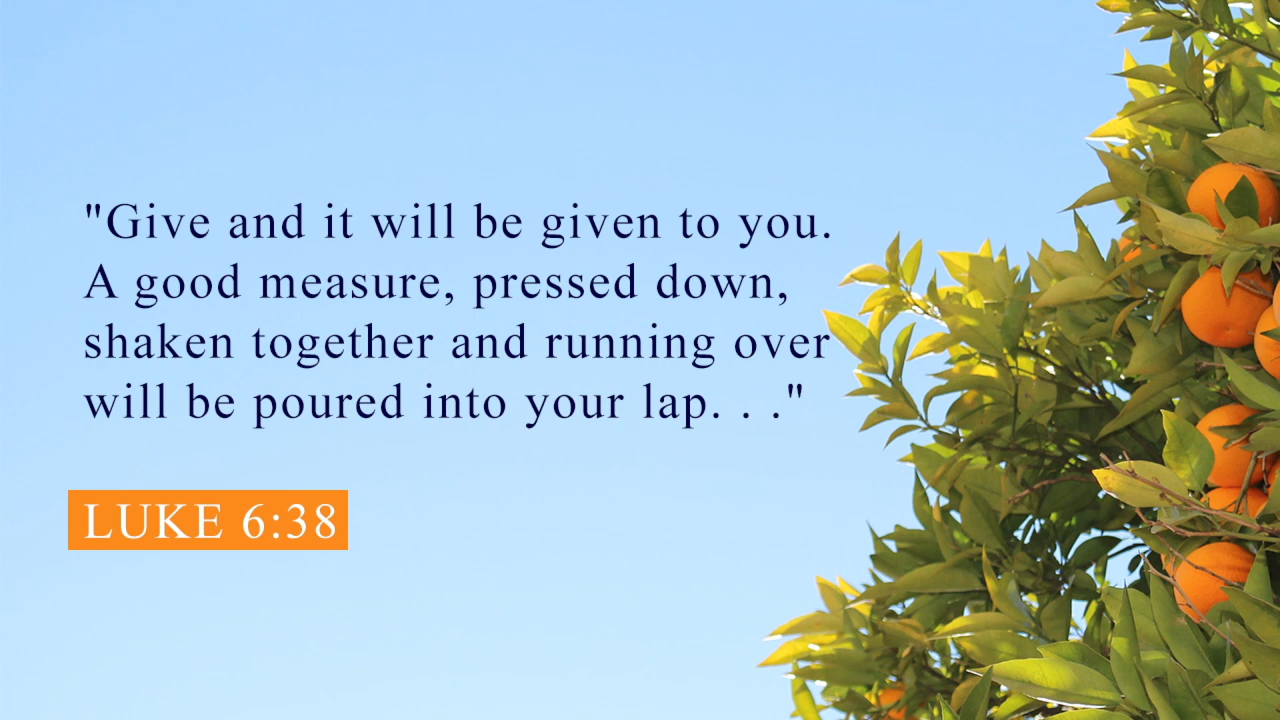 "Give and it will be given to you.
A good measure, pressed down,
shaken together and running over
will be poured into your lap. . ."
LUKE 6:38